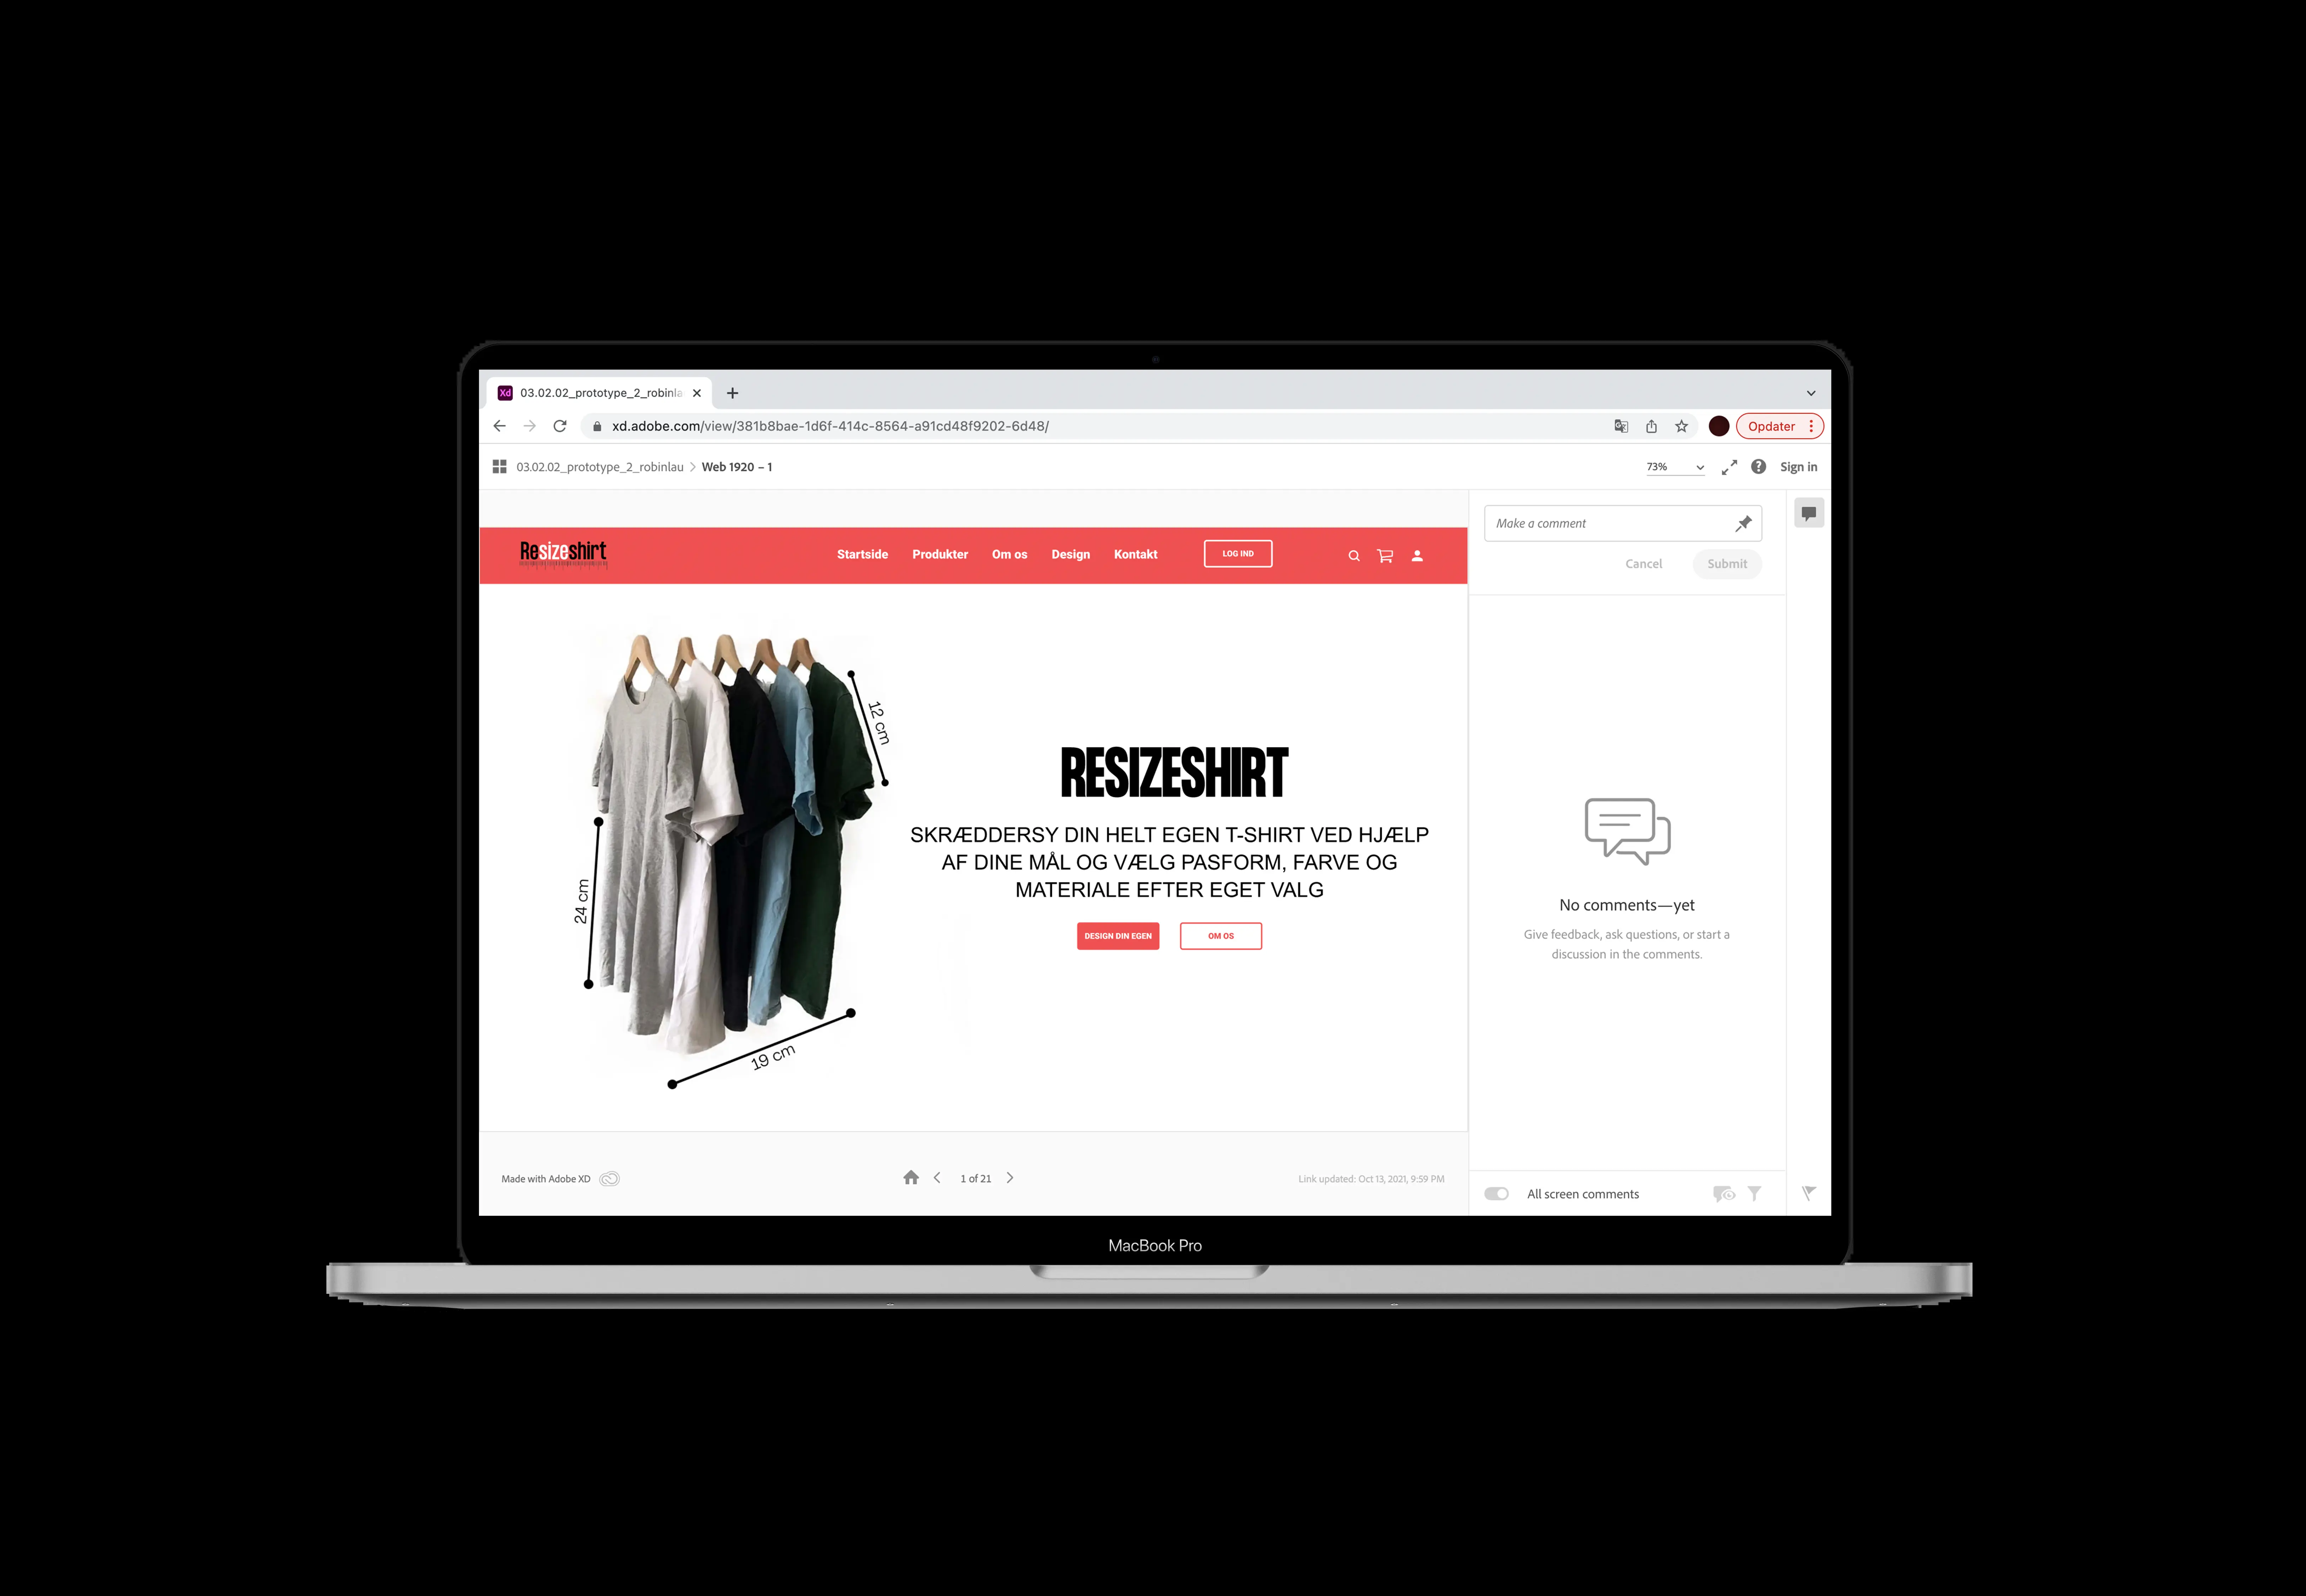 03.02.02_prototype_2_robinla
xd.adobe.com/view/381b8bae-1d6f-414c-8564-a91cd48f9202-6d48/
Opdater
03.02.02_prototype_2_robinlau > Web 1920 – 1
73%
Sign in
Resizeshirt
Startside
Produkter
Om os
Design
Kontakt
LOG IND
Make a comment
Cancel
Submit
12 cm
24 cm
19 cm
RESIZESHIRT
SKRÆDDERSY DIN HELT EGEN T-SHIRT VED HJÆLP
AF DINE MÅL OG VÆLG PASFORM, FARVE OG
MATERIALE EFTER EGET VALG
DESIGN DIN EGEN
OM OS
No comments—yet
Give feedback, ask questions, or start a
discussion in the comments.
Made with Adobe XD
1 of 21
Link updated: Oct 13, 2021, 9:59 PM
All screen comments
MacBook Pro